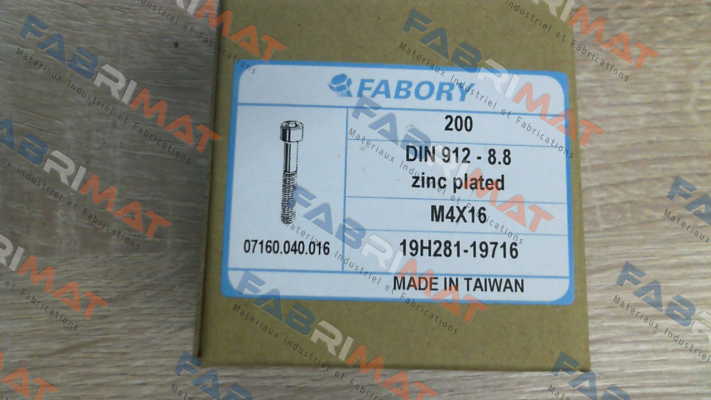 FABORY
200
DIN 912 - 8.8
zinc plated
M4X16
07160.040.016
19H281-19716
MADE IN TAIWAN
FABRIMAT
Materiaux Industriel et Fabrications